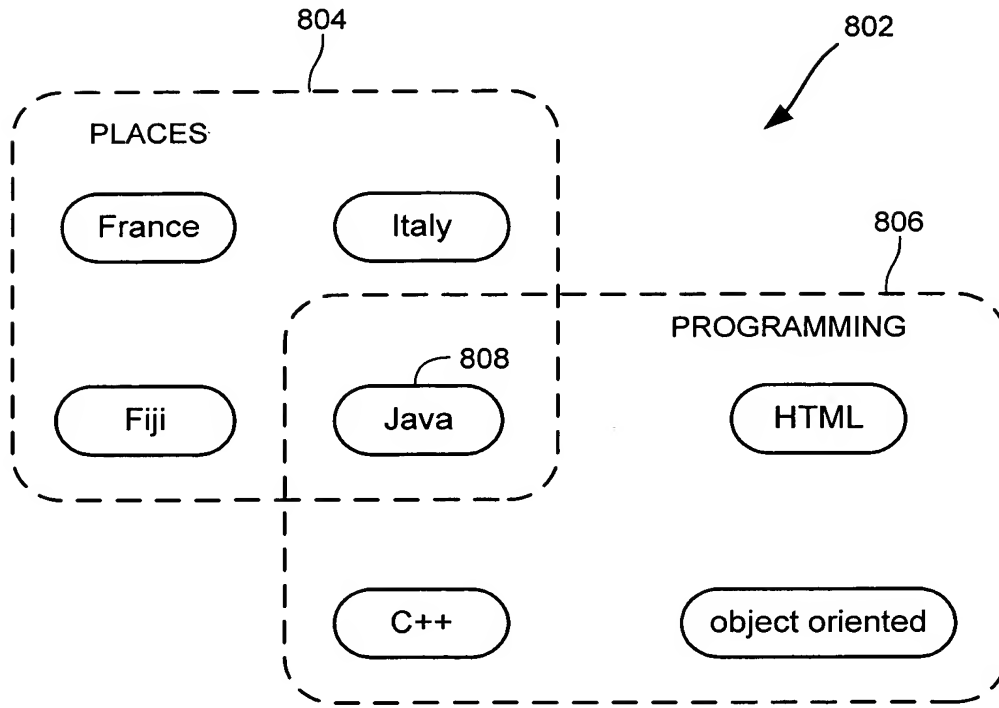 804
802
PLACES
France
Italy
806
PROGRAMMING
808
Fiji
Java
HTML
C++
object oriented